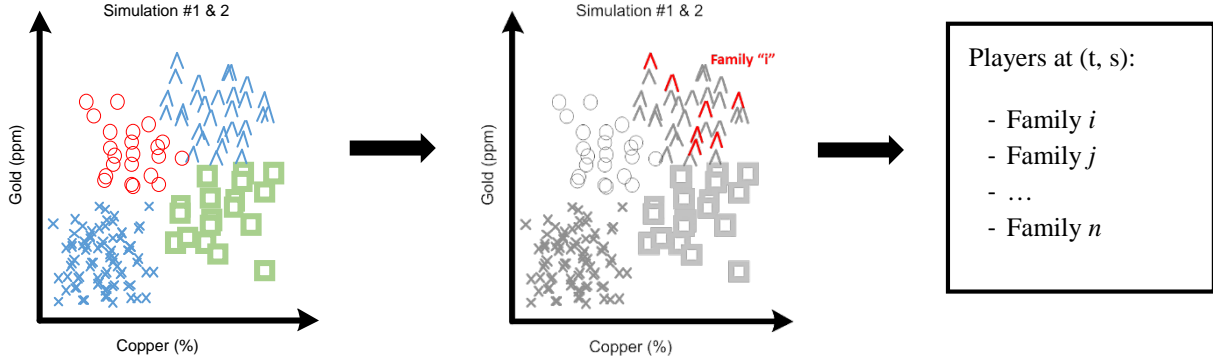 Simulation #1 & 2
Gold (ppm)
Copper (%)
Simulation #1 & 2
Family "i"
Gold (ppm)
Copper (%)
Players at (t, s):
- Family i
- Family j
- …
- Family n